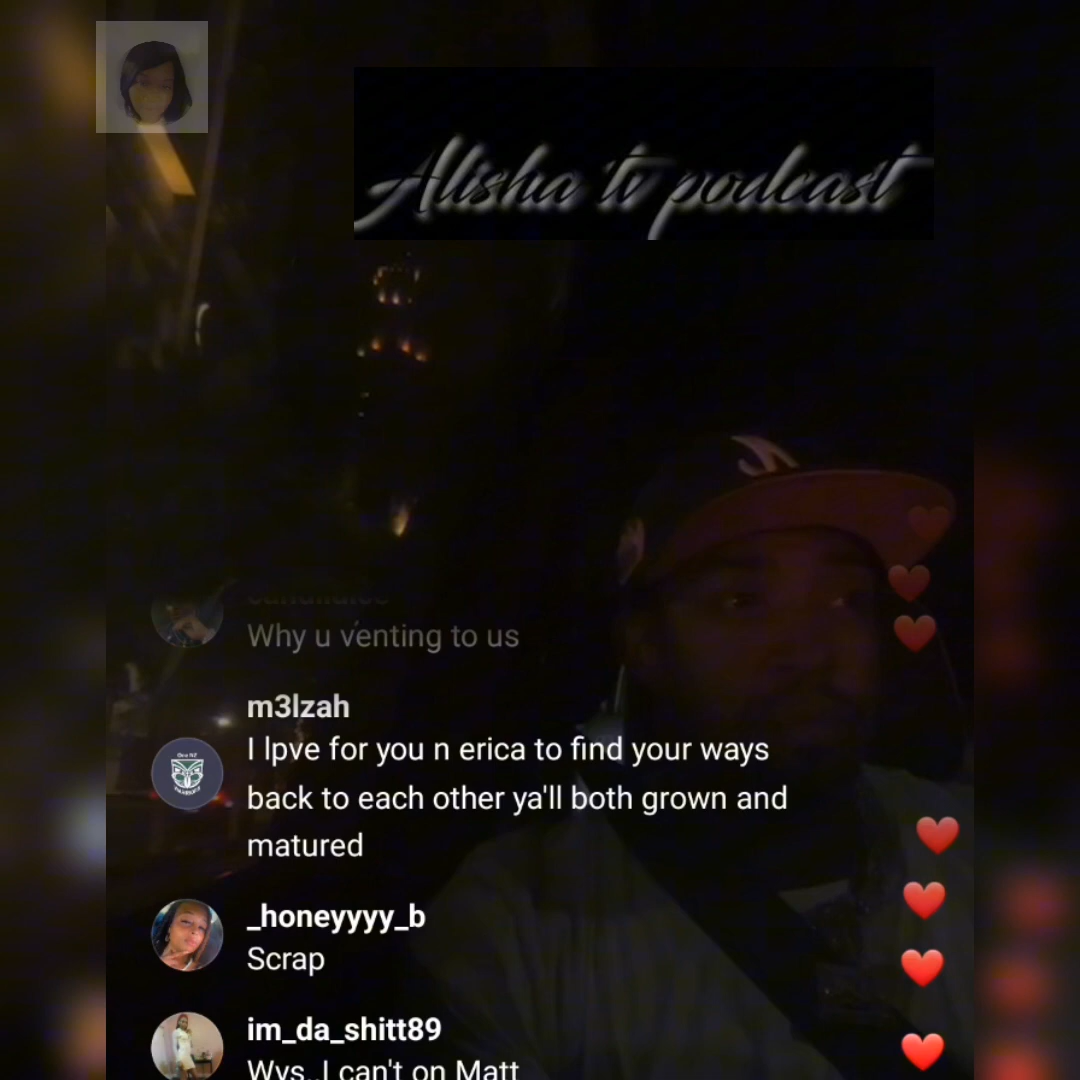 Alisha tv podcast
Why u venting to us
m3lzah
I lpve for you n erica to find your ways
back to each other ya'll both grown and
matured
_honeyyyy_b
Scrap
im_da_shitt89
Wys..I can't on Matt